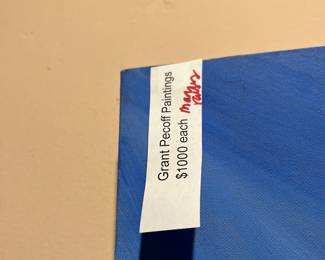 Grant Pecoff Paintings
$1000 each